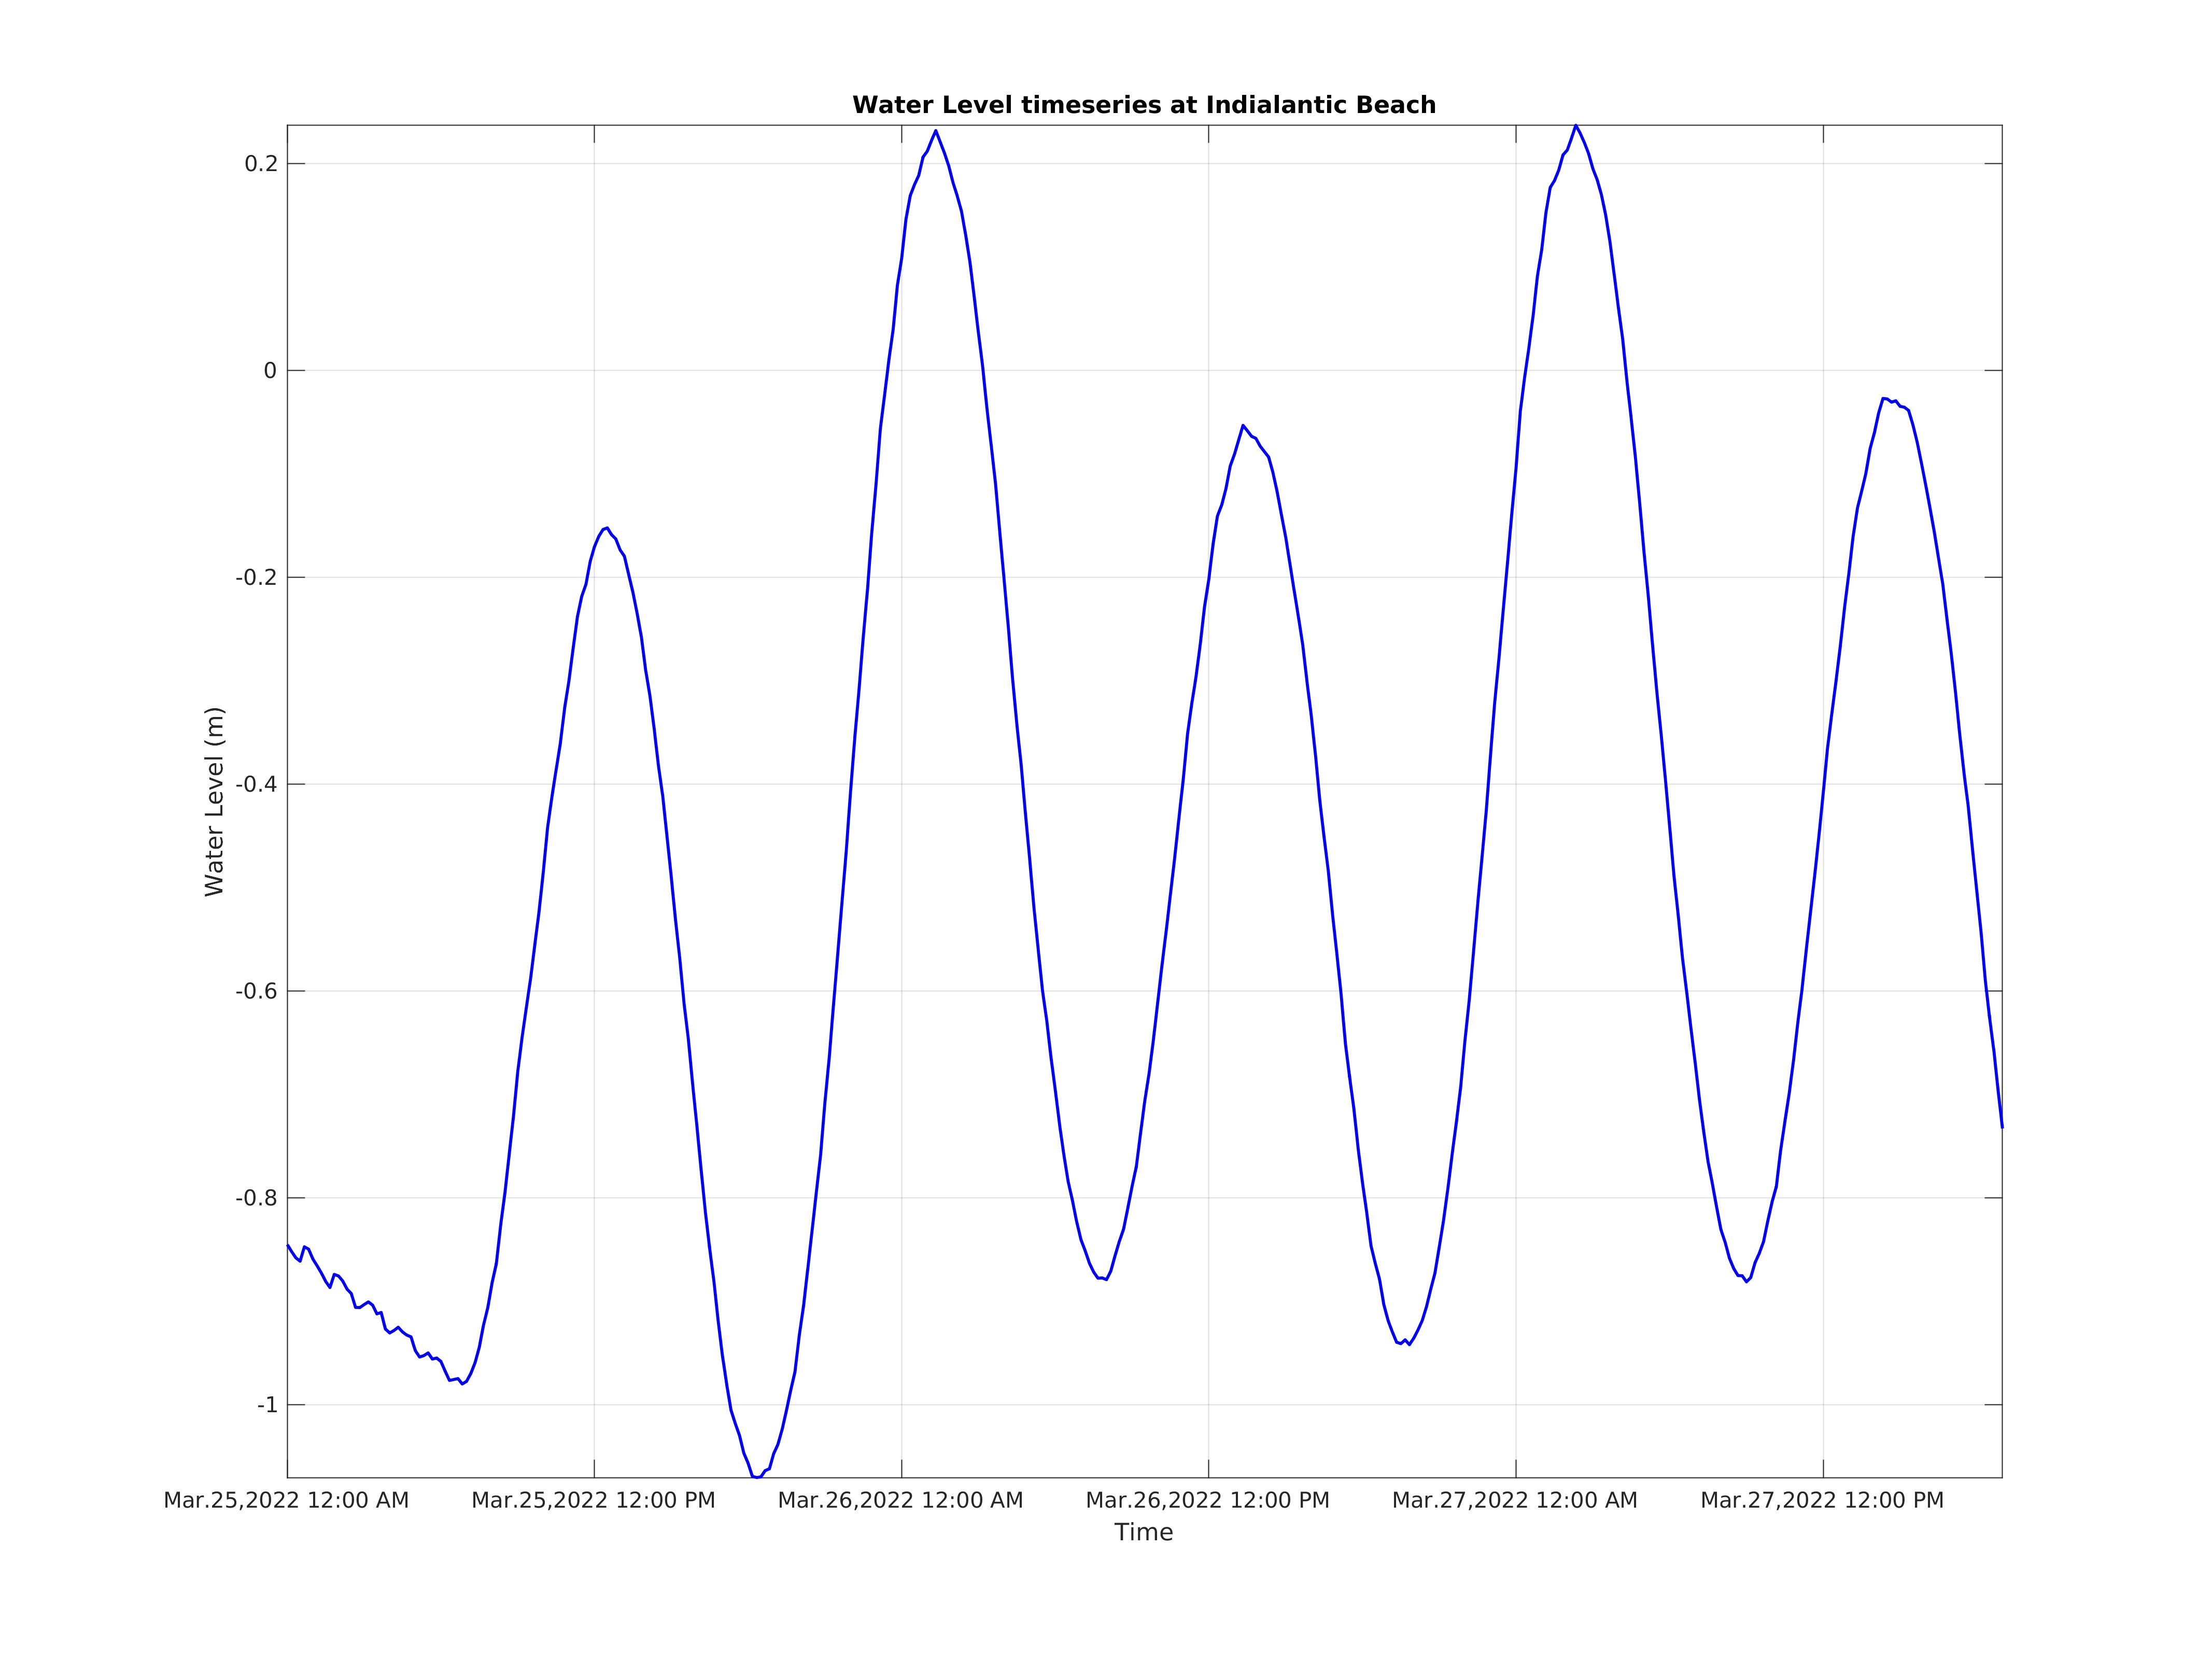 Water Level timeseries at Indialantic Beach
Water Level (m)
0.2
0
-0.2
-0.4
-0.6
-0.8
-1
Mar.25,2022 12:00 AM Mar.25,2022 12:00 PM Mar.26,2022 12:00 AM Mar.26,2022 12:00 PM Mar.27,2022 12:00 AM Mar.27,2022 12:00 PM
Time